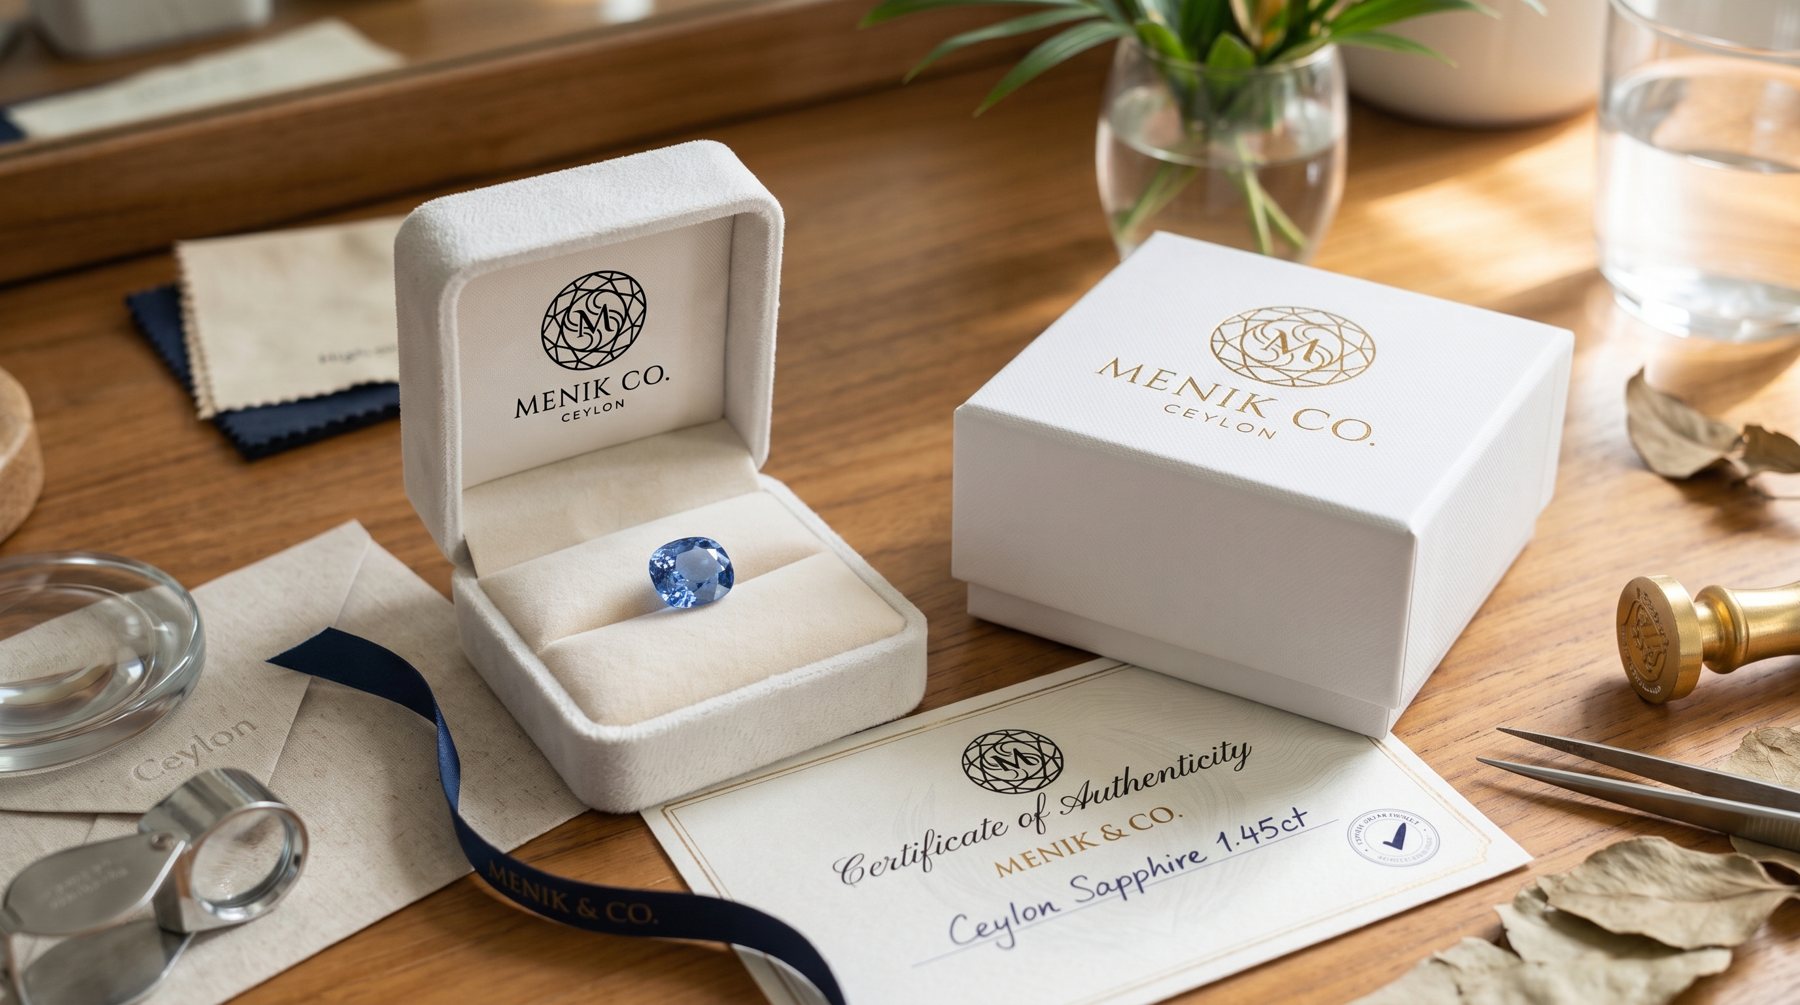 M
MENIK CO.
CEYLON
M
MENIK CO.
CEYLON
Ceylon
MENIK & CO.
M
Certificate of Authenticity
MENIK & CO.
Ceylon Sapphire 1.45ct